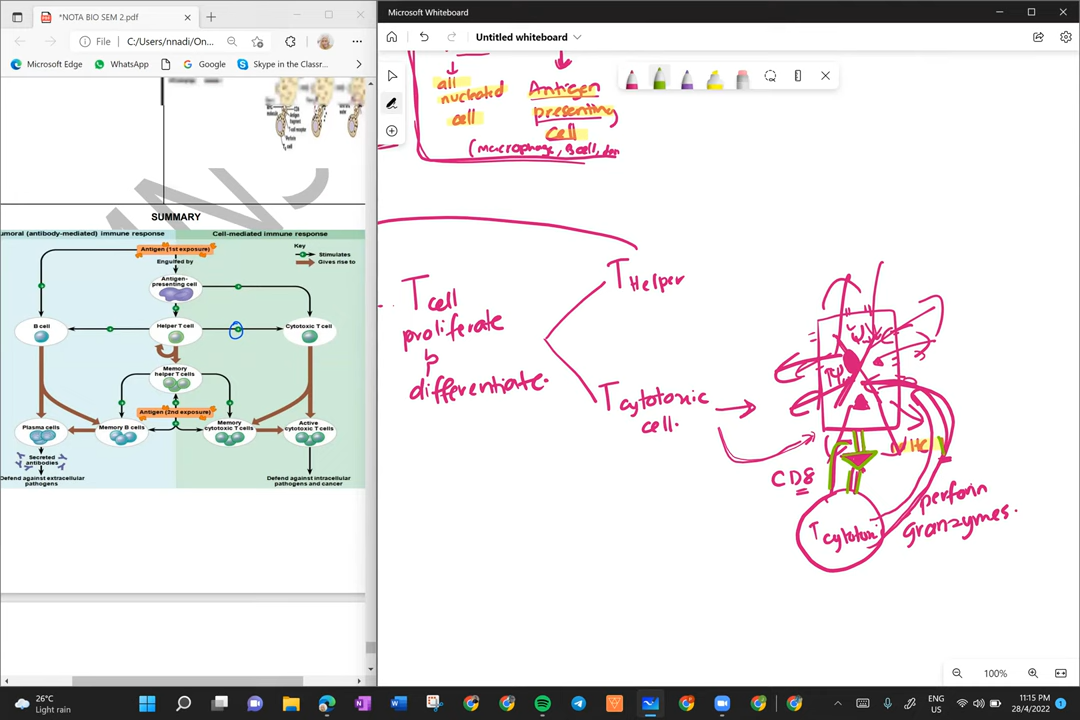 *NOTA BIO SEM 2.pdf
File
C:/Users/nnadi/On...
Microsoft Edge
WhatsApp
Google
Skype in the Classr...
SUMMARY
umoral (antibody-mediated) immune response
Cell-mediated immune response
Antigen (1st exposure)
Key
Stimulates
Gives rise to
Engulfed by
Antigen-
presenting cell
B cell
Helper T cell
Cytotoxic T cell
Memory
helper T cells
Antigen (2nd exposure)
Plasma cells
Memory B cells
Memory
cytotoxic T cells
Active
cytotoxic T cells
Secreted
antibodies
Defend against extracellular
pathogens
Defend against intracellular
pathogens and cancer
Microsoft Whiteboard
Untitled whiteboard
all
nucleated
cell
Antigen
presenting
cell
(macrophage, B cell, den
T cell
proliferate
differentiate.
T Helper
T cytotoxic
cell.
MHC I
CD8
T cytotoxi
perforin
granzymes.
100%
26°C
Light rain
ENG
US
11:15 PM
28/4/2022
1